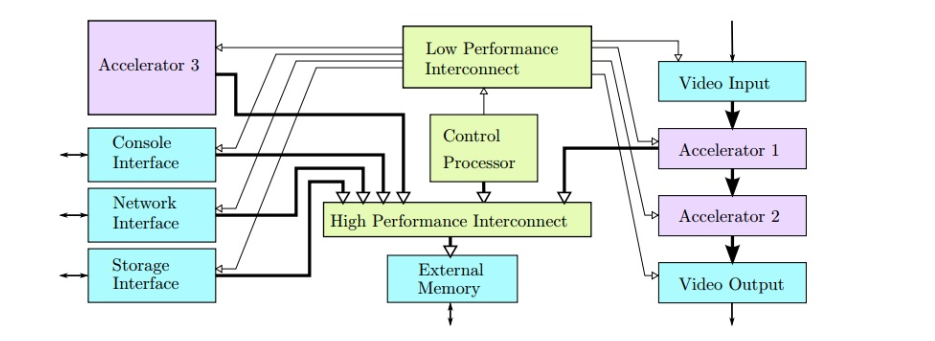 Low Performance
Interconnect
Accelerator 3
Video Input
Control
Processor
Console
Interface
Accelerator 1
Network
Interface
High Performance Interconnect
Accelerator 2
Storage
Interface
External
Memory
Video Output